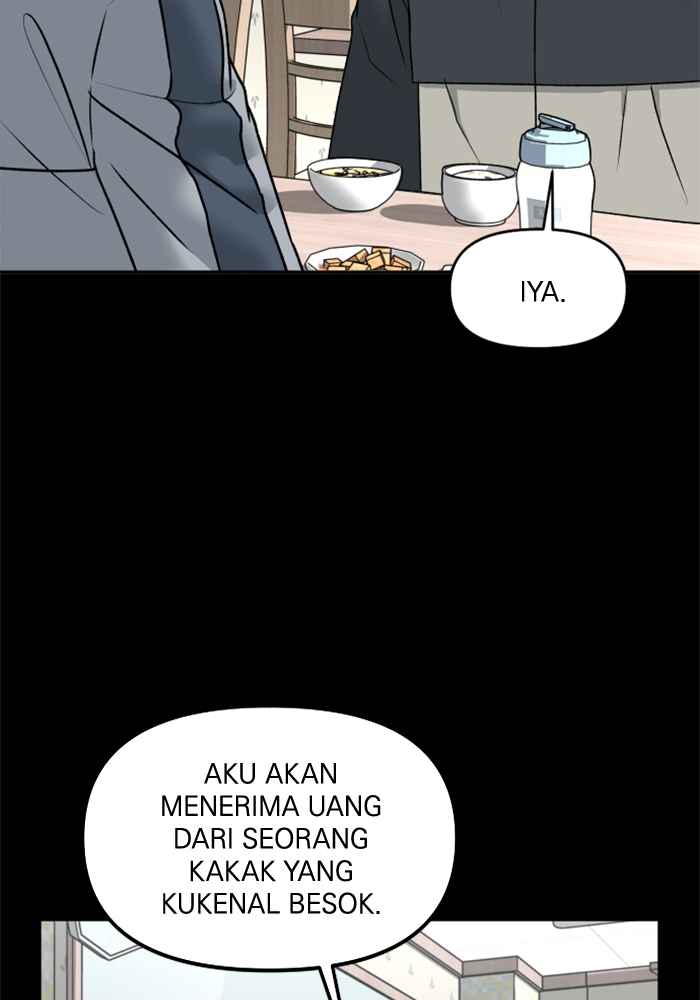 IYA.
AKU AKAN
MENERIMA UANG
DARI SEORANG
KAKAK YANG
KUKENAL BESOK.